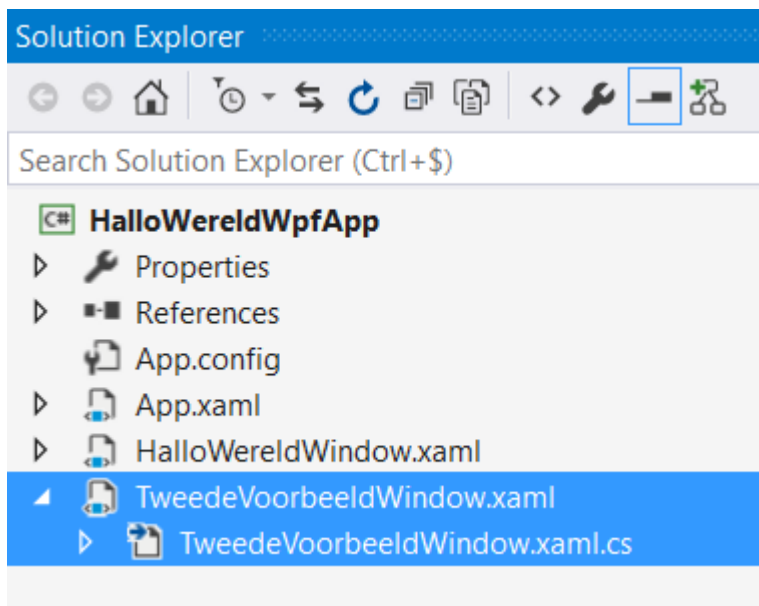 Solution Explorer
Search Solution Explorer (Ctrl+$)
C# HalloWereldWpfApp
Properties
References
App.config
App.xaml
HalloWereldWindow.xaml
TweedeVoorbeeldWindow.xaml
TweedeVoorbeeldWindow.xaml.cs